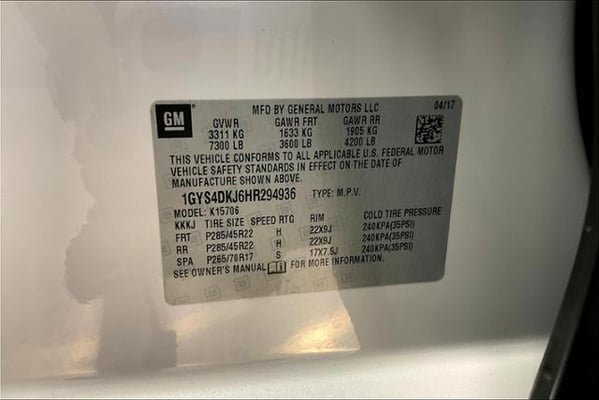 GM
MFD BY GENERAL MOTORS LLC 04/17
GVWR GAWR FRT GAWR RR
3311 KG 1633 KG 1905 KG
7300 LB 3600 LB 4200 LB
THIS VEHICLE CONFORMS TO ALL APPLICABLE U.S. FEDERAL MOTOR
VEHICLE SAFETY STANDARDS IN EFFECT ON THE DATE OF
MANUFACTURE SHOWN ABOVE.
1GYS4DKJ6HR294936 TYPE: M.P.V.
MODEL: K15706
KKKJ TIRE SIZE SPEED RTG RIM COLD TIRE PRESSURE
FRT P285/45R22 H 22X9J 240KPA(35PSI)
RR P285/45R22 H 22X9J 240KPA(35PSI)
SPA P265/70R17 S 17X7.5J 240KPA(35PSI)
SEE OWNER'S MANUAL FOR MORE INFORMATION.